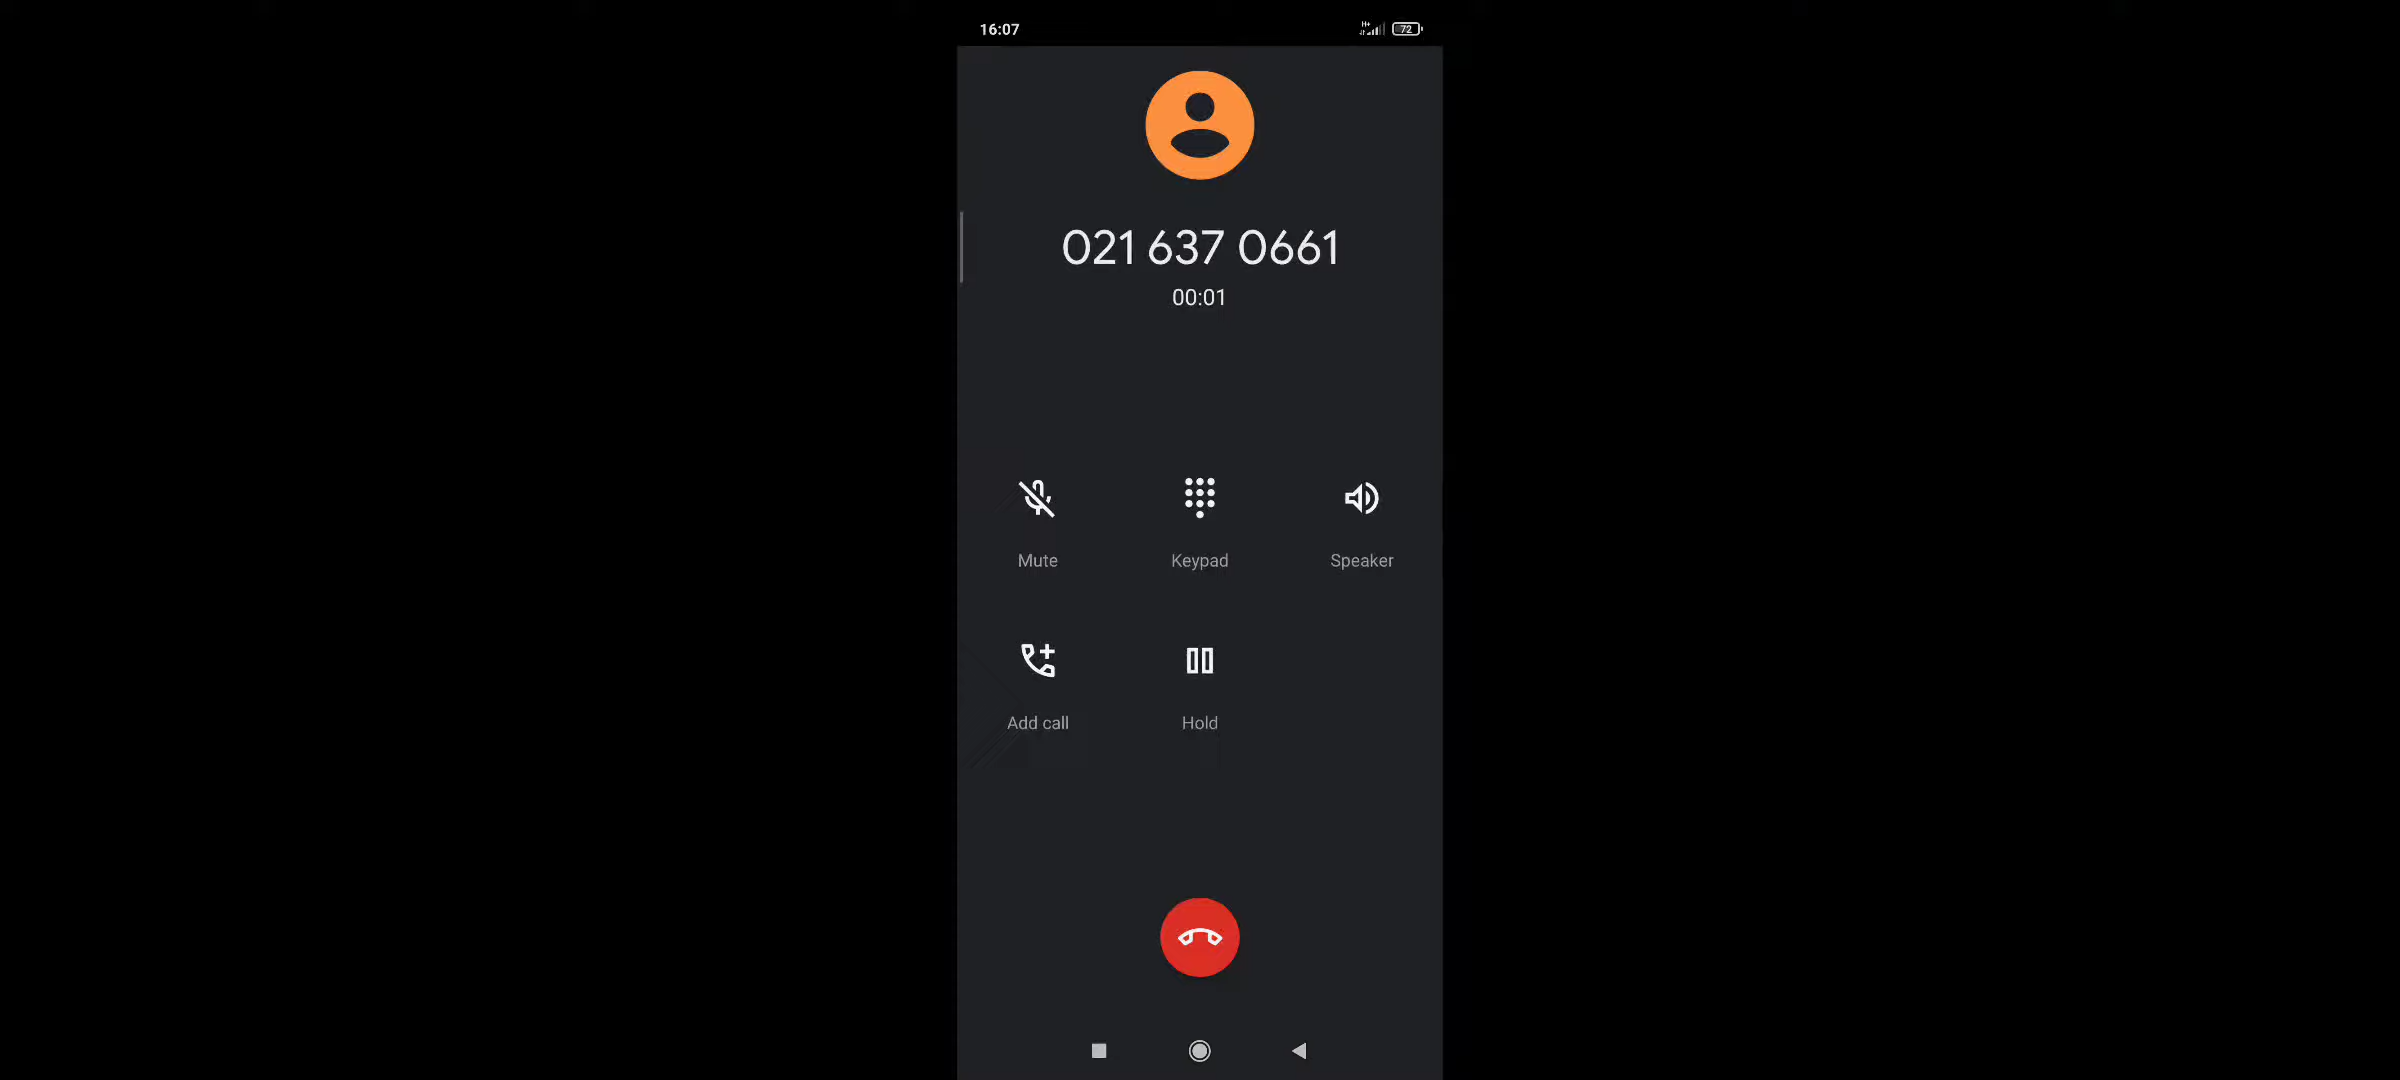 16:07
H+
72
021 637 0661
00:01
Mute
Keypad
Speaker
Add call
Hold